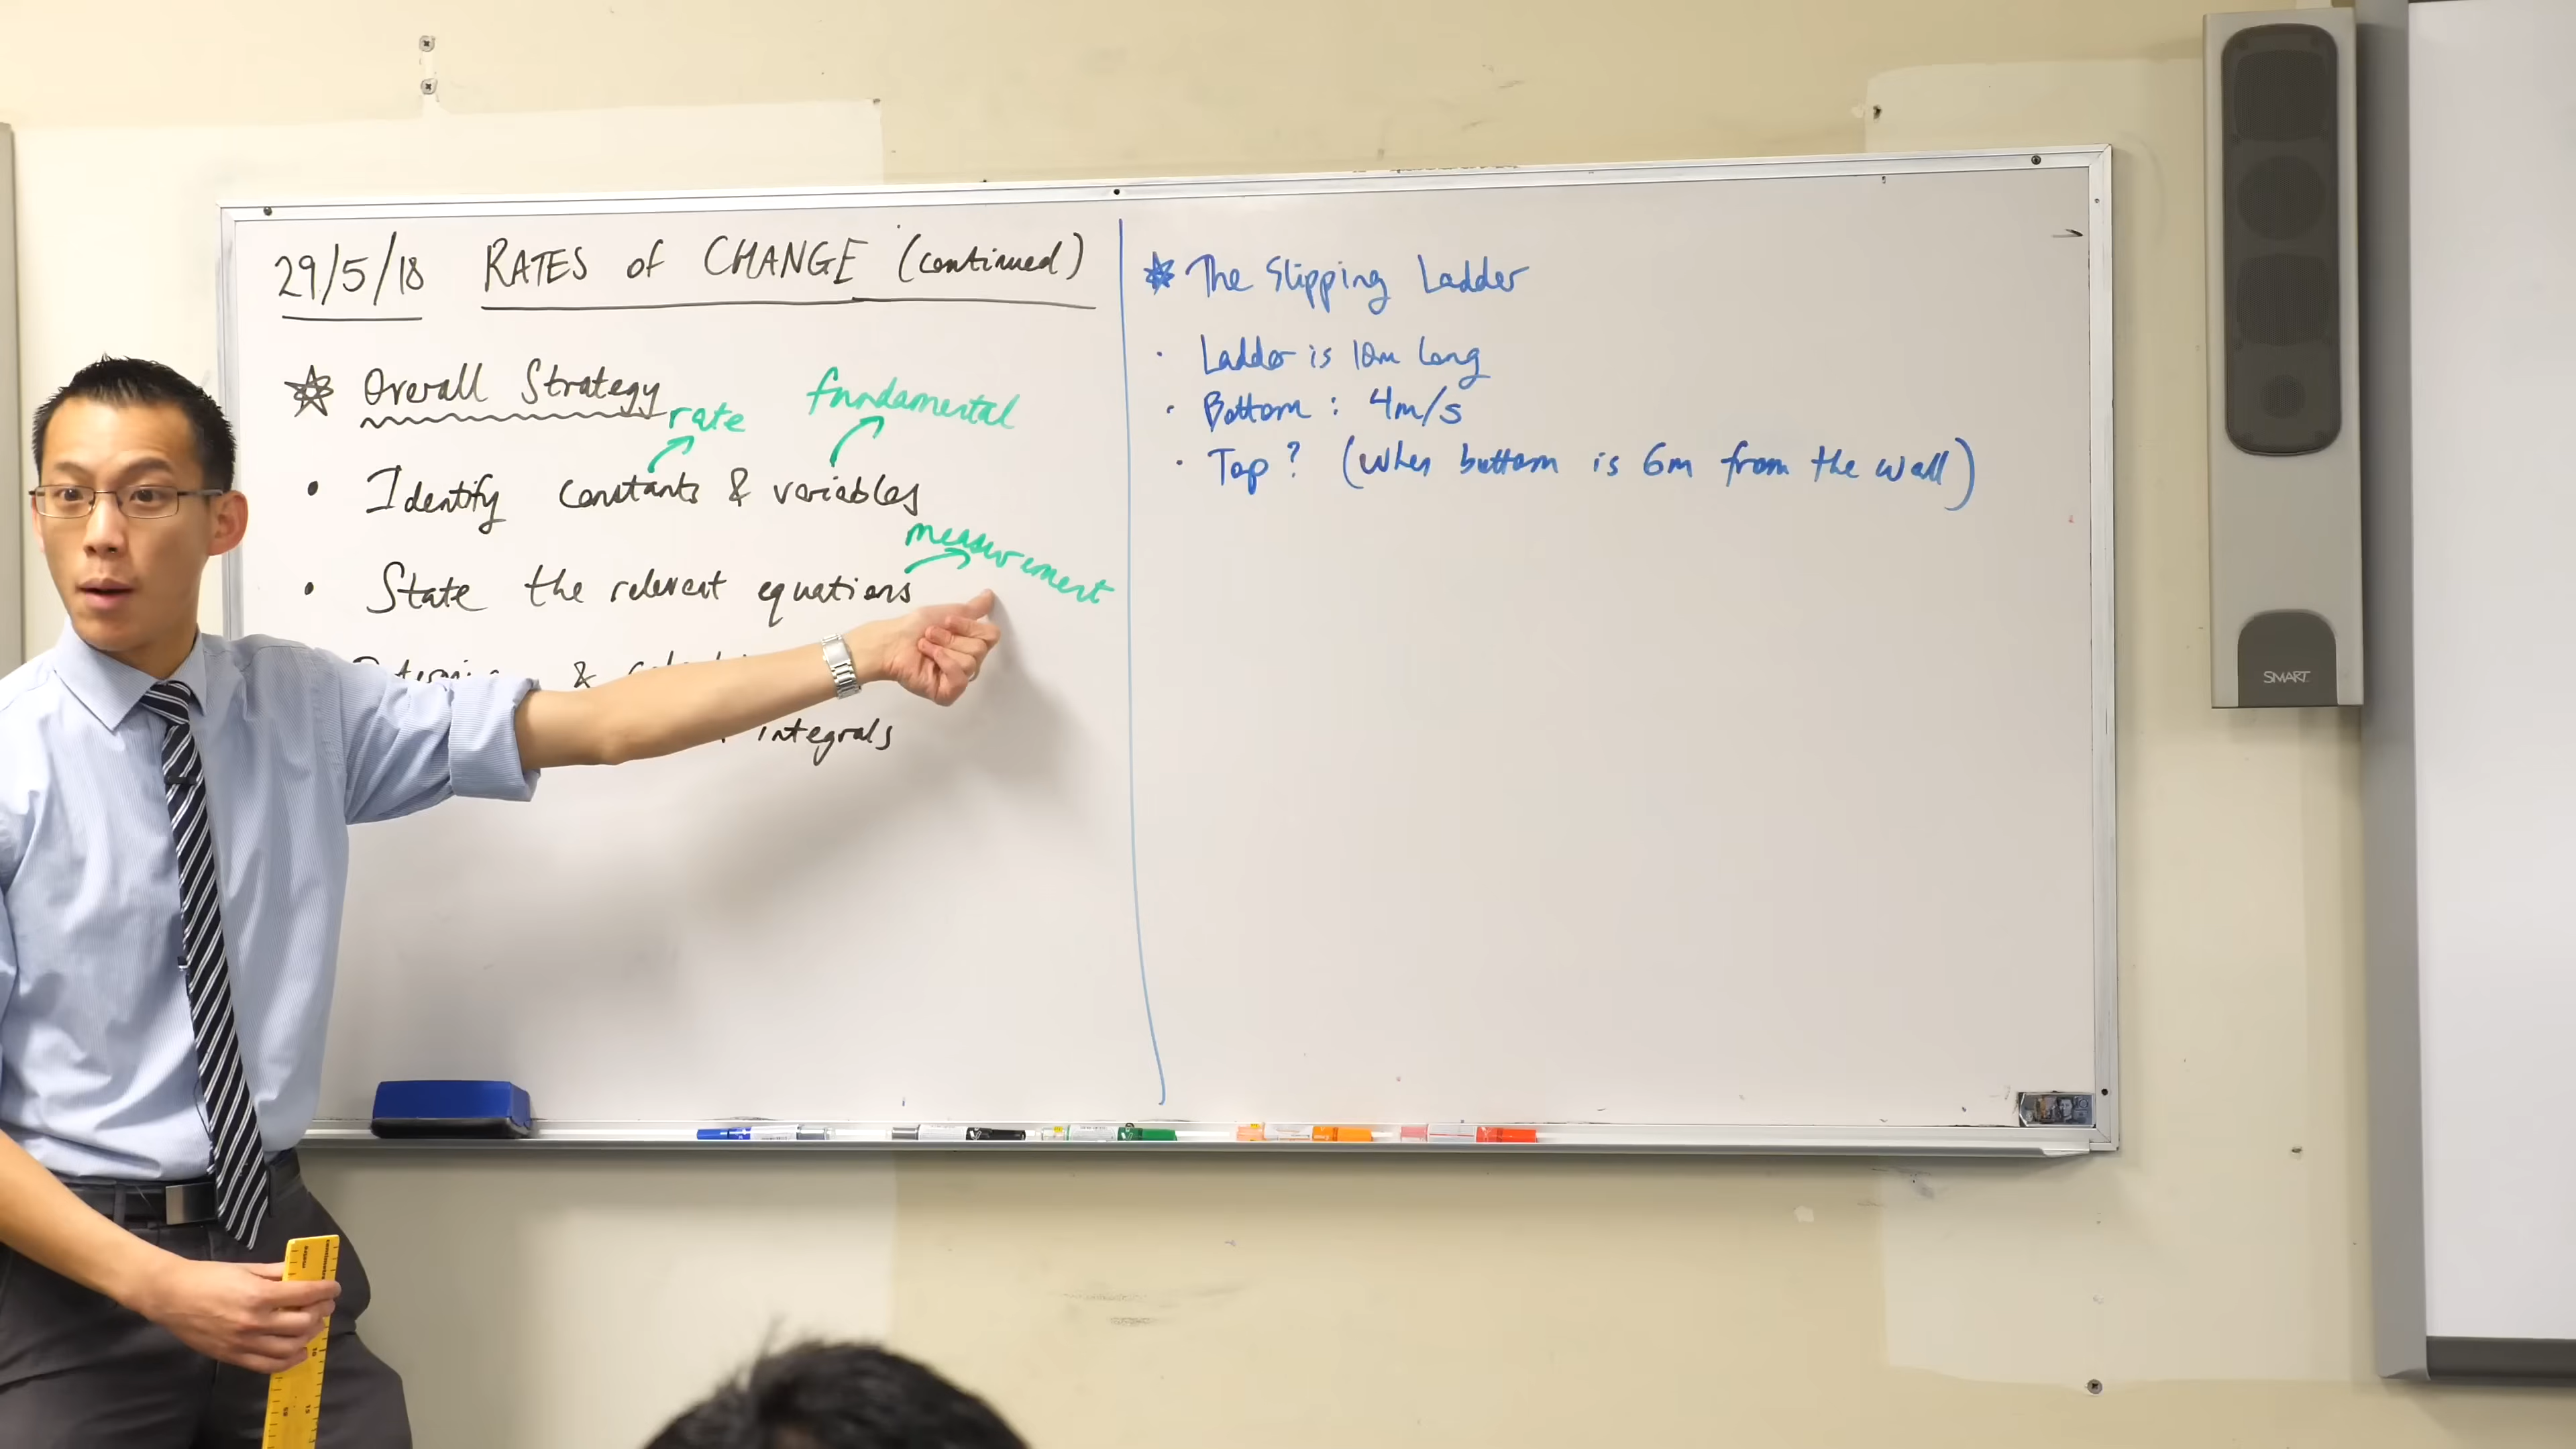 29/5/18 RATES of CHANGE (continued)
Overall Strategy
rate
fundamental
Identify constants & variables
measurement
State the relevant equations
&
integrals
The Slipping Ladder
Ladder is 10m long
Bottom : 4m/s
Top? (when bottom is 6m from the wall)
SMART